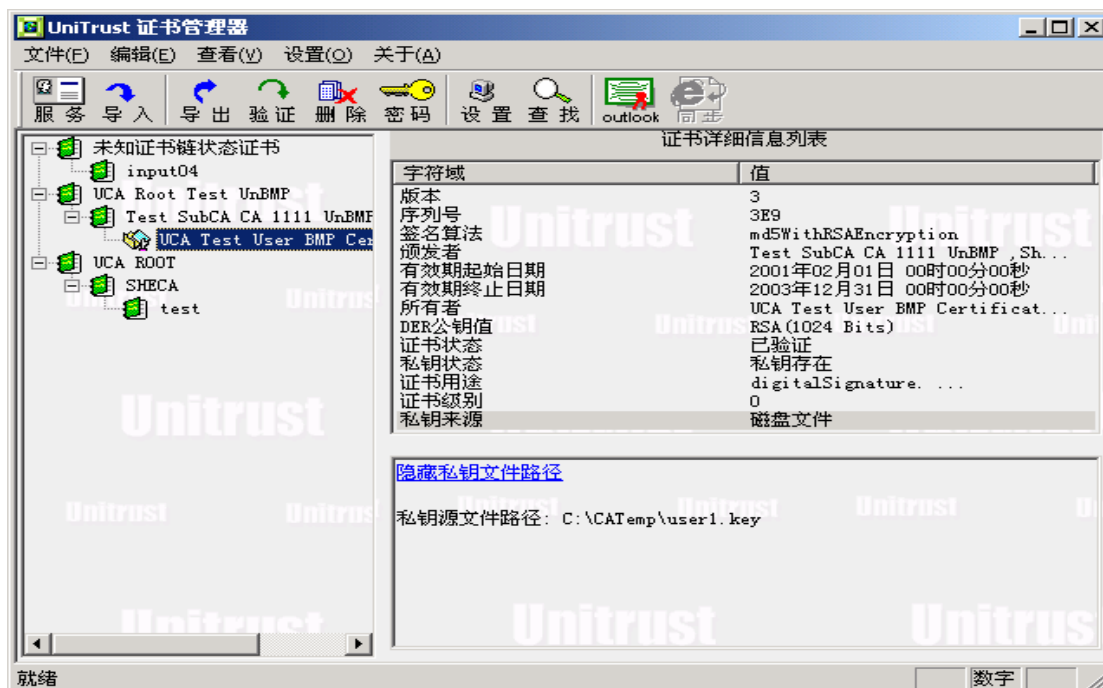 UniTrust 证书管理器
文件(F) 编辑(E) 查看(V) 设置(O) 关于(A)
服务 导入 导出 验证 删除 密码 设置 查找 outlook 同步
未知证书链状态证书
input04
UCA Root Test UnBMP
Test SubCA CA 1111 UnBMP
UCA Test User BMP Cer
UCA ROOT
SHECA
test
证书详细信息列表
字符域 值
版本 3
序列号 3E9
签名算法 md5WithRSAEncryption
颁发者 Test SubCA CA 1111 UnBMP ,Sh...
有效期起始日期 2001年02月01日 00时00分00秒
有效期终止日期 2003年12月31日 00时00分00秒
所有者 UCA Test User BMP Certificat...
DER公钥值 RSA(1024 Bits)
证书状态 已验证
私钥状态 私钥存在
证书用途 digitalSignature. ...
证书级别 0
私钥来源 磁盘文件
隐藏私钥文件路径
私钥源文件路径: C:\CATemp\user1.key
Unitrust
就绪 数字